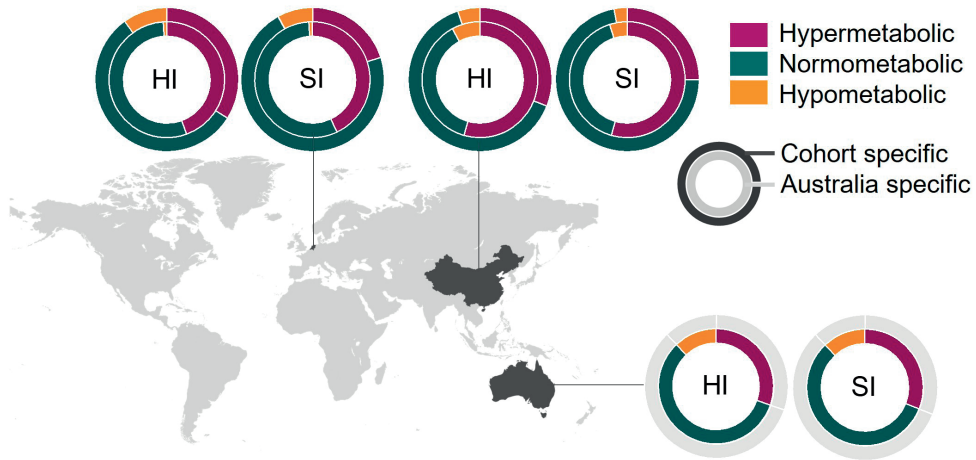 HI
SI
HI
SI
Hypermetabolic
Normometabolic
Hypometabolic
Cohort specific
Australia specific
HI
SI